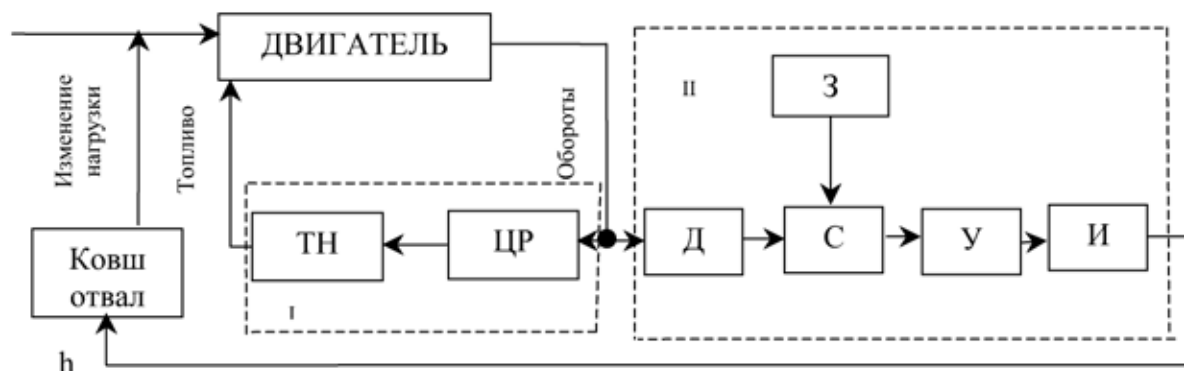 ДВИГАТЕЛЬ
Изменение
нагрузки
Топливо
Обороты
II
З
ТН
ЦР
Д
С
У
И
Ковш
отвал
I
h